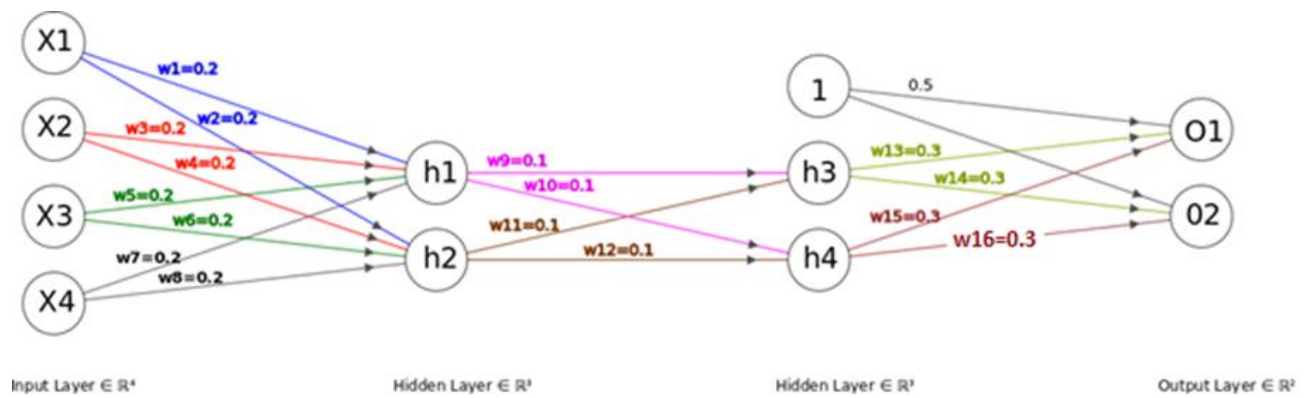 X1
w1=0.2
w2=0.2
X2
w3=0.2
w4=0.2
X3
w5=0.2
w6=0.2
X4
w7=0.2
w8=0.2
h1
w9=0.1
w10=0.1
h2
w11=0.1
w12=0.1
1
0.5
h3
w13=0.3
w14=0.3
h4
w15=0.3
w16=0.3
O1
02
Input Layer ∈ ℝ⁴
Hidden Layer ∈ ℝ³
Hidden Layer ∈ ℝ³
Output Layer ∈ ℝ²